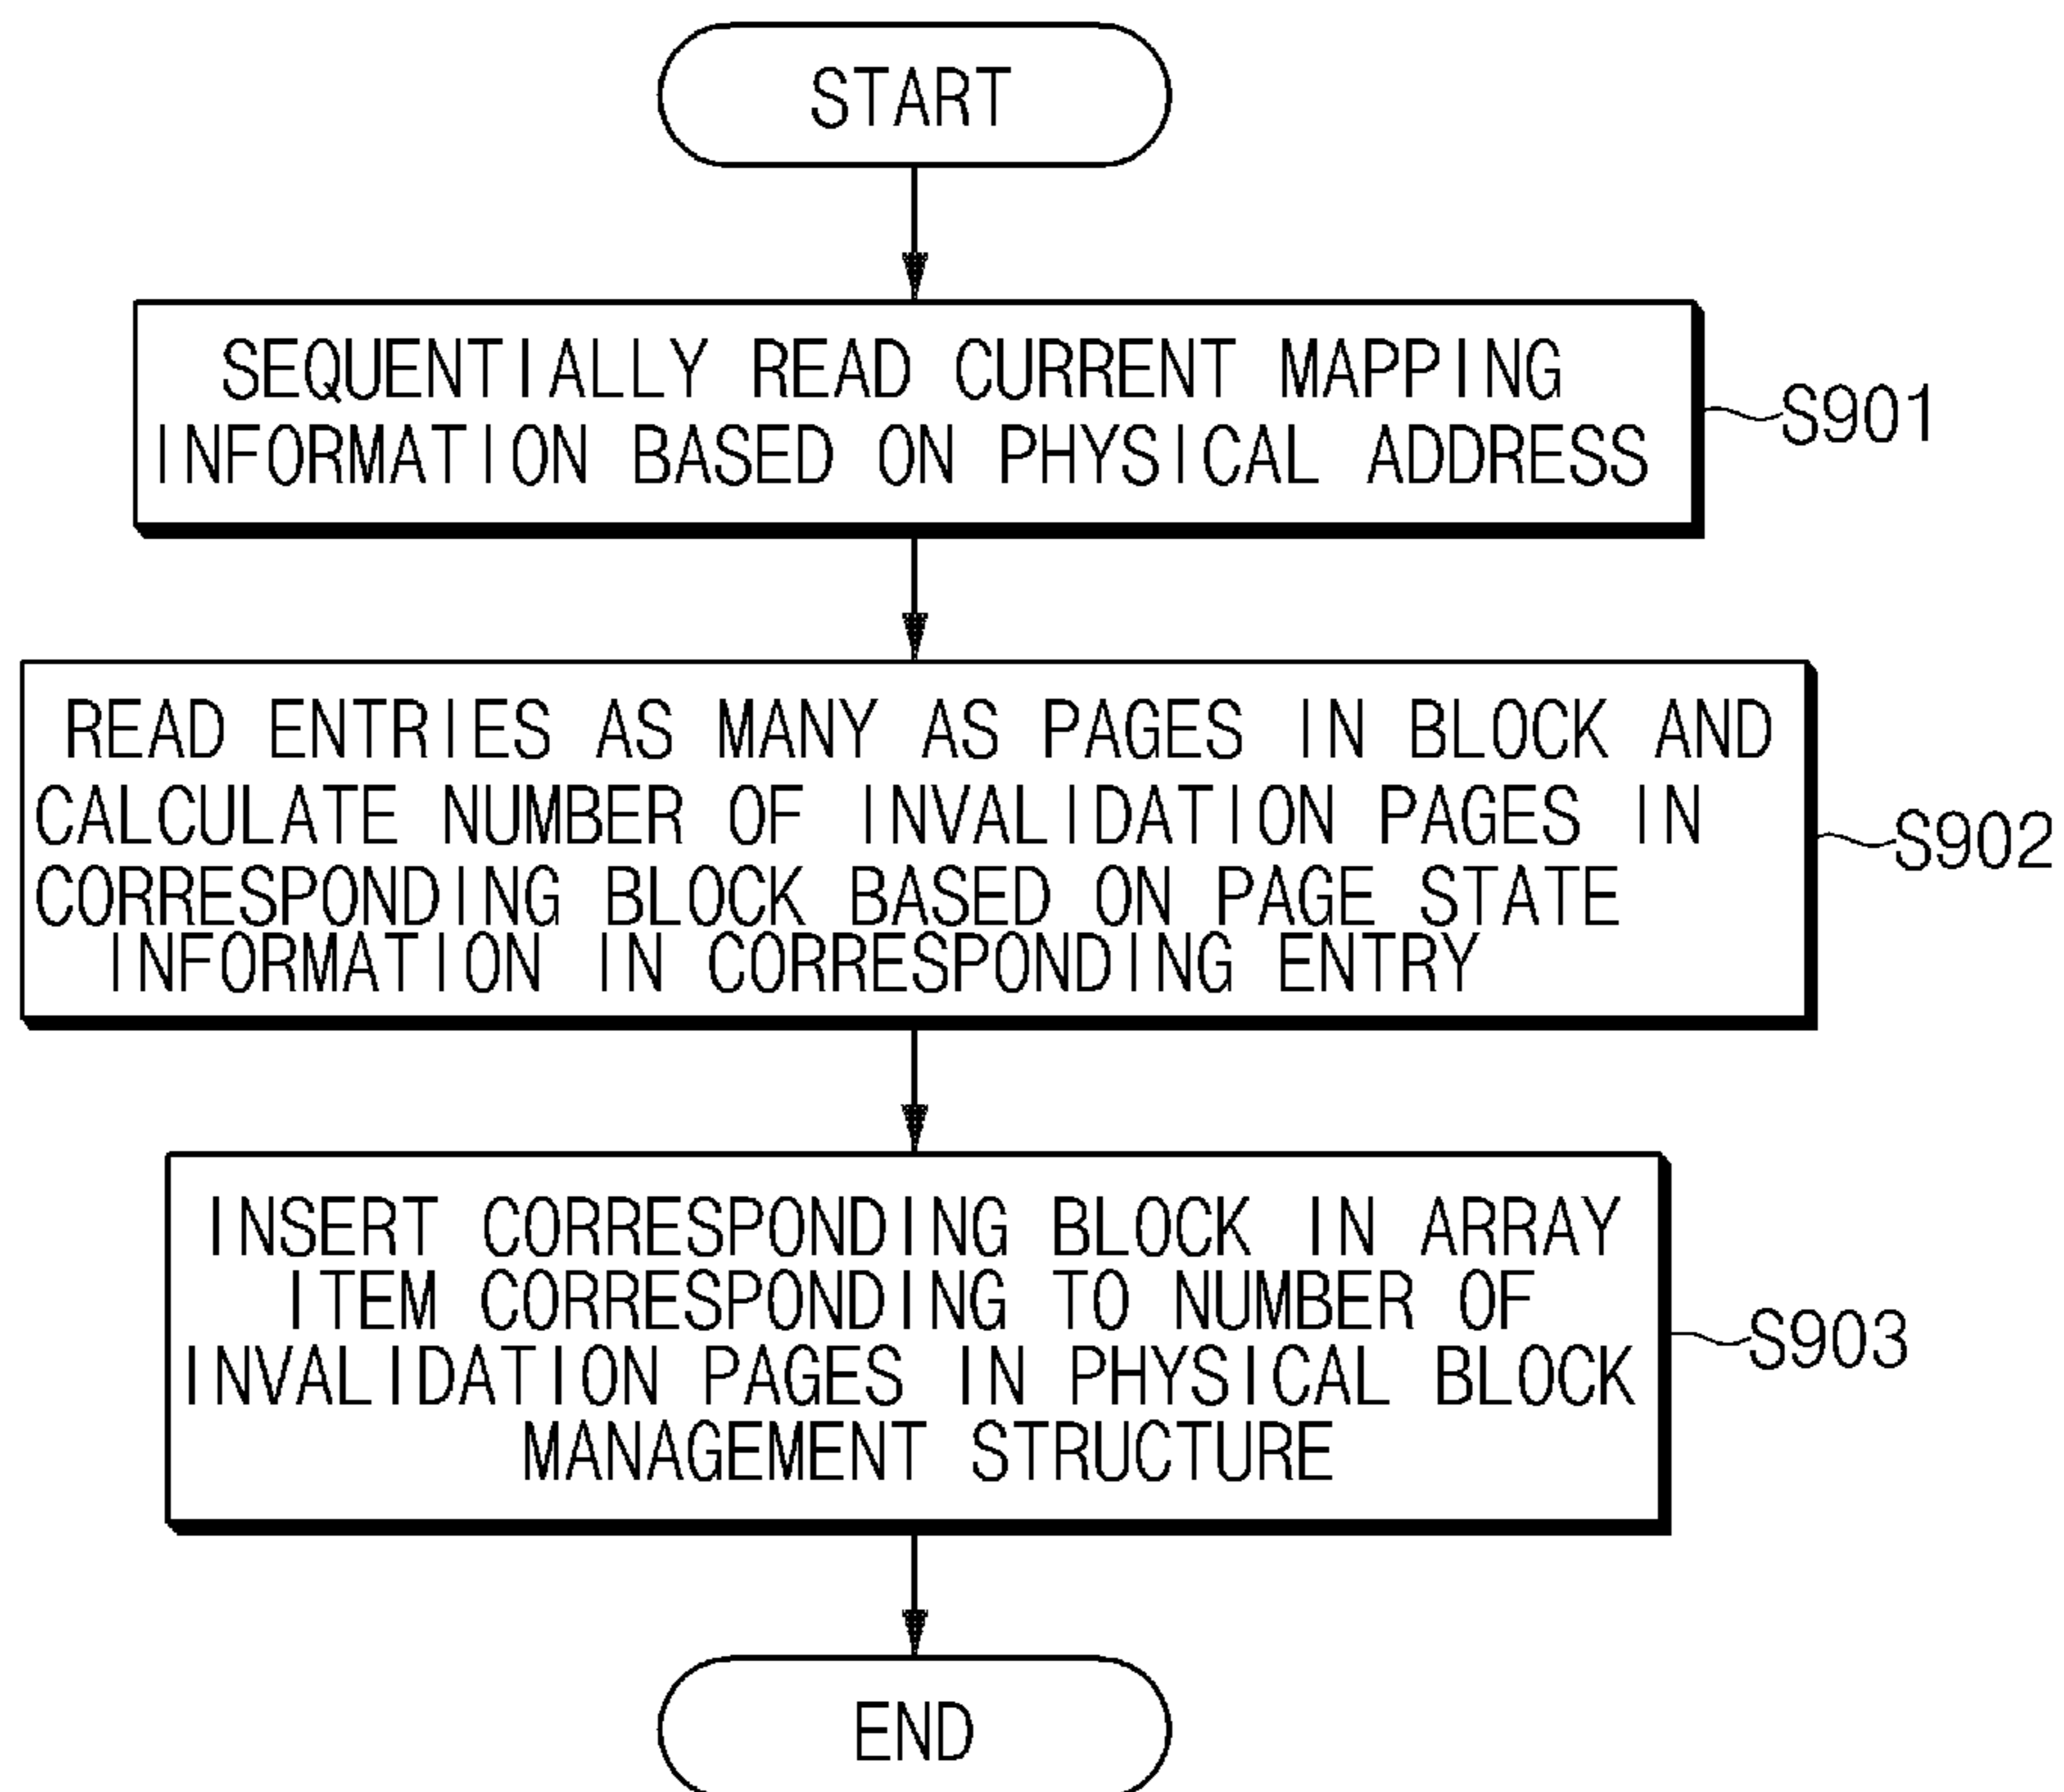 START
SEQUENTIALLY READ CURRENT MAPPING
INFORMATION BASED ON PHYSICAL ADDRESS
S901
READ ENTRIES AS MANY AS PAGES IN BLOCK AND
CALCULATE NUMBER OF INVALIDATION PAGES IN
CORRESPONDING BLOCK BASED ON PAGE STATE
INFORMATION IN CORRESPONDING ENTRY
S902
INSERT CORRESPONDING BLOCK IN ARRAY
ITEM CORRESPONDING TO NUMBER OF
INVALIDATION PAGES IN PHYSICAL BLOCK
MANAGEMENT STRUCTURE
S903
END